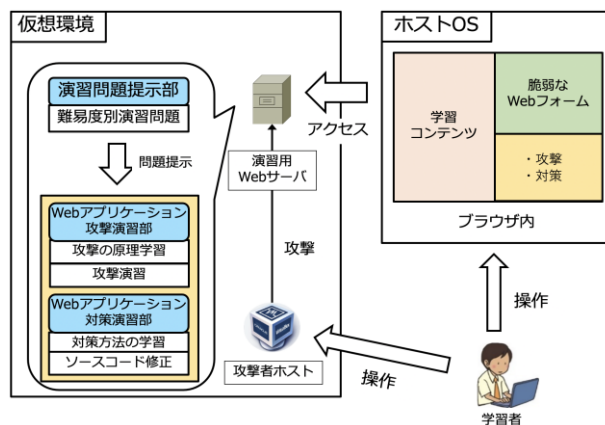 仮想環境
演習問題提示部
難易度別演習問題
問題提示
Webアプリケーション
攻撃演習部
攻撃の原理学習
攻撃演習
Webアプリケーション
対策演習部
対策方法の学習
ソースコード修正
演習用
Webサーバ
攻撃
攻撃者ホスト
アクセス
ホストOS
学習
コンテンツ
脆弱な
Webフォーム
・攻撃
・対策
ブラウザ内
操作
操作
学習者